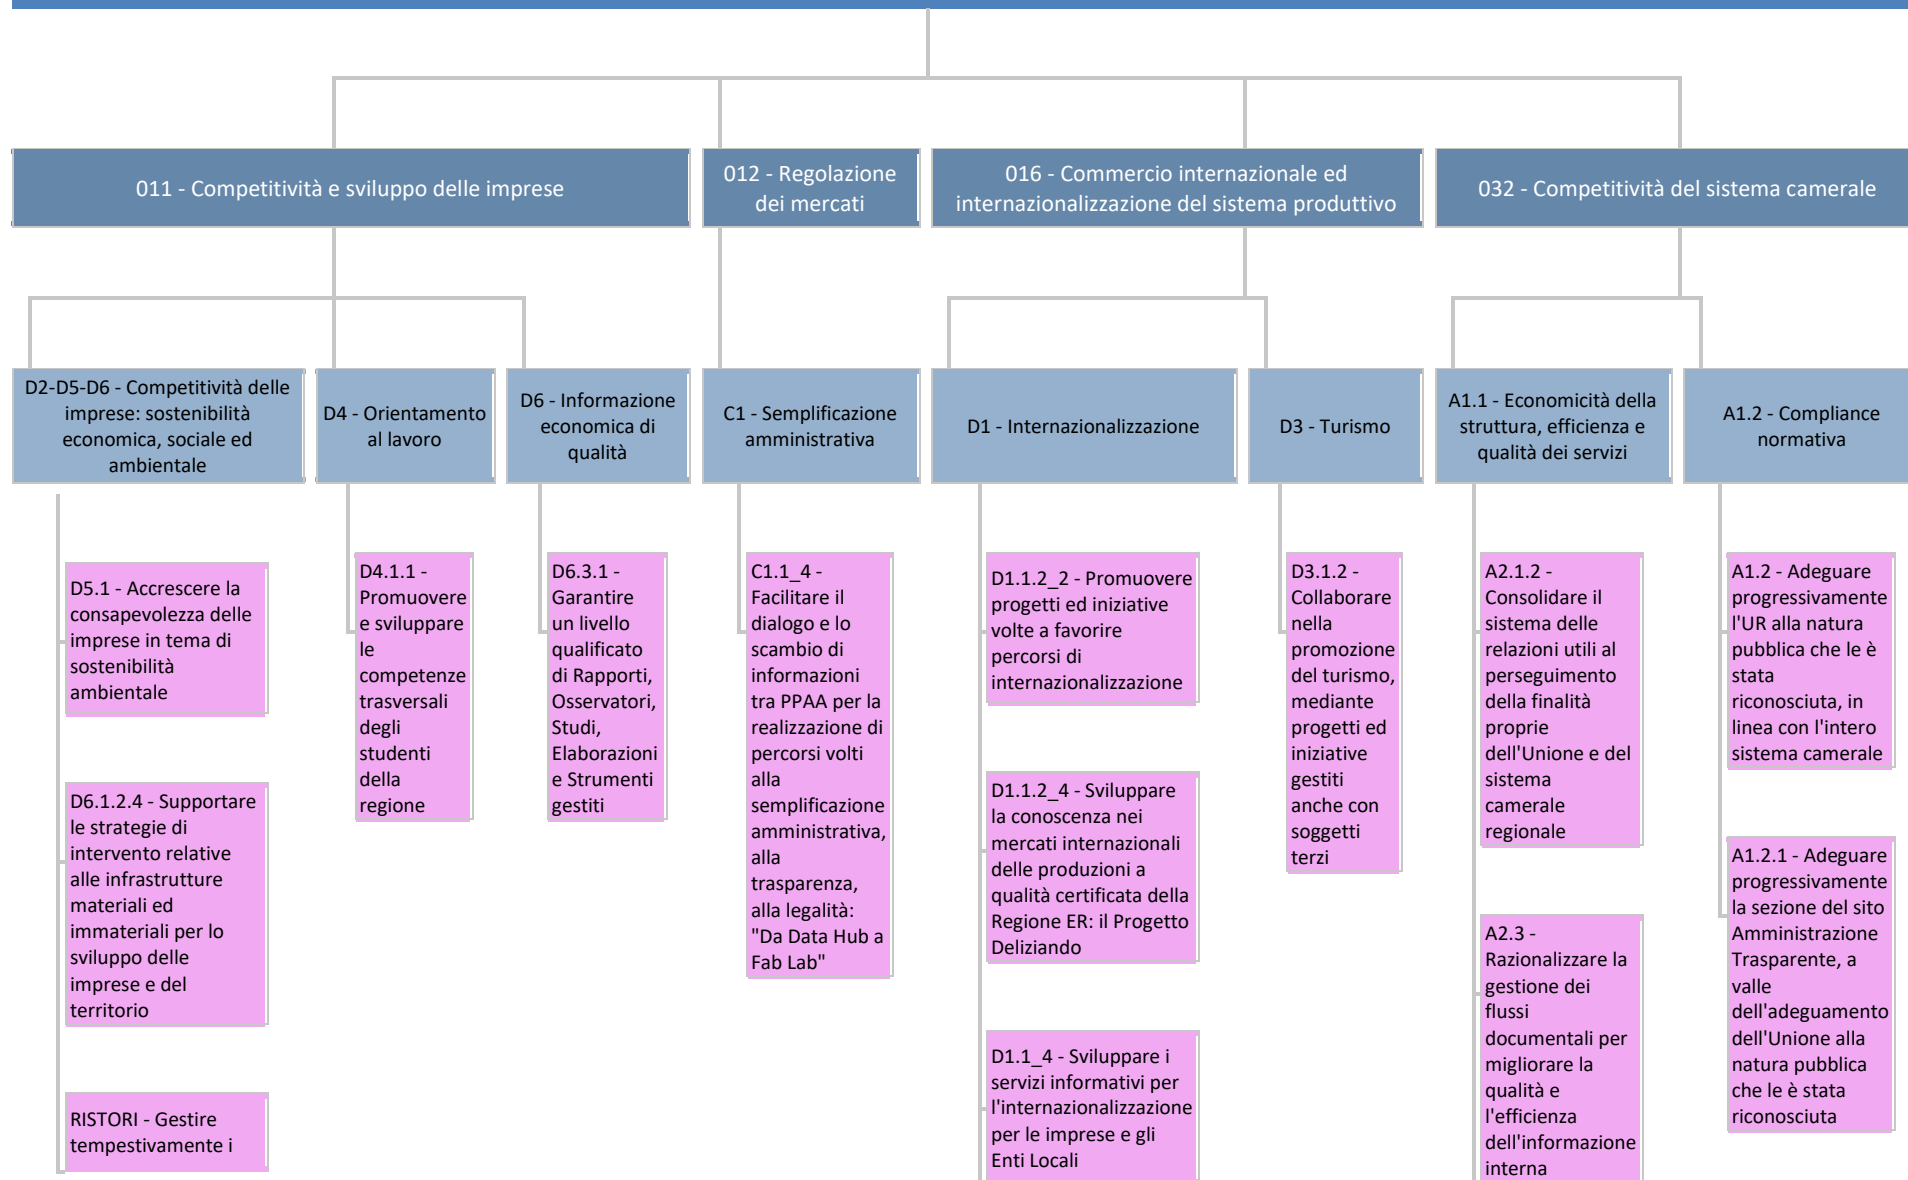 011 - Competitività e sviluppo delle imprese
012 - Regolazione
dei mercati
016 - Commercio internazionale ed
internazionalizzazione del sistema produttivo
032 - Competitività del sistema camerale
D2-D5-D6 - Competitività delle
imprese: sostenibilità
economica, sociale ed
ambientale
D4 - Orientamento
al lavoro
D6 - Informazione
economica di
qualità
C1 - Semplificazione
amministrativa
D1 - Internazionalizzazione
D3 - Turismo
A1.1 - Economicità della
struttura, efficienza e
qualità dei servizi
A1.2 - Compliance
normativa
D5.1 - Accrescere la
consapevolezza delle
imprese in tema di
sostenibilità
ambientale
D6.1.2.4 - Supportare
le strategie di
intervento relative
alle infrastrutture
materiali ed
immateriali per lo
sviluppo delle
imprese e del
territorio
RISTORI - Gestire
tempestivamente i
D4.1.1 -
Promuovere
e sviluppare
le
competenze
trasversali
degli
studenti
della
regione
D6.3.1 -
Garantire
un livello
qualificato
di Rapporti,
Osservatori,
Studi,
Elaborazioni
e Strumenti
gestiti
C1.1_4 -
Facilitare il
dialogo e lo
scambio di
informazioni
tra PPAA per la
realizzazione di
percorsi volti
alla
semplificazione
amministrativa,
alla
trasparenza,
alla legalità:
"Da Data Hub a
Fab Lab"
D1.1.2_2 - Promuovere
progetti ed iniziative
volte a favorire
percorsi di
internazionalizzazione
D1.1.2_4 - Sviluppare
la conoscenza nei
mercati internazionali
delle produzioni a
qualità certificata della
Regione ER: il Progetto
Deliziando
D1.1_4 - Sviluppare i
servizi informativi per
l'internazionalizzazione
per le imprese e gli
Enti Locali
D3.1.2 -
Collaborare
nella
promozione
del turismo,
mediante
progetti ed
iniziative
gestiti
anche con
soggetti
terzi
A2.1.2 -
Consolidare il
sistema delle
relazioni utili al
perseguimento
della finalità
proprie
dell'Unione e del
sistema
camerale
regionale
A2.3 -
Razionalizzare la
gestione dei
flussi
documentali per
migliorare la
qualità e
l'efficienza
dell'informazione
interna
A1.2 - Adeguare
progressivamente
l'UR alla natura
pubblica che le è
stata
riconosciuta, in
linea con l'intero
sistema camerale
A1.2.1 - Adeguare
progressivamente
la sezione del sito
Amministrazione
Trasparente, a
valle
dell'adeguamento
dell'Unione alla
natura pubblica
che le è stata
riconosciuta